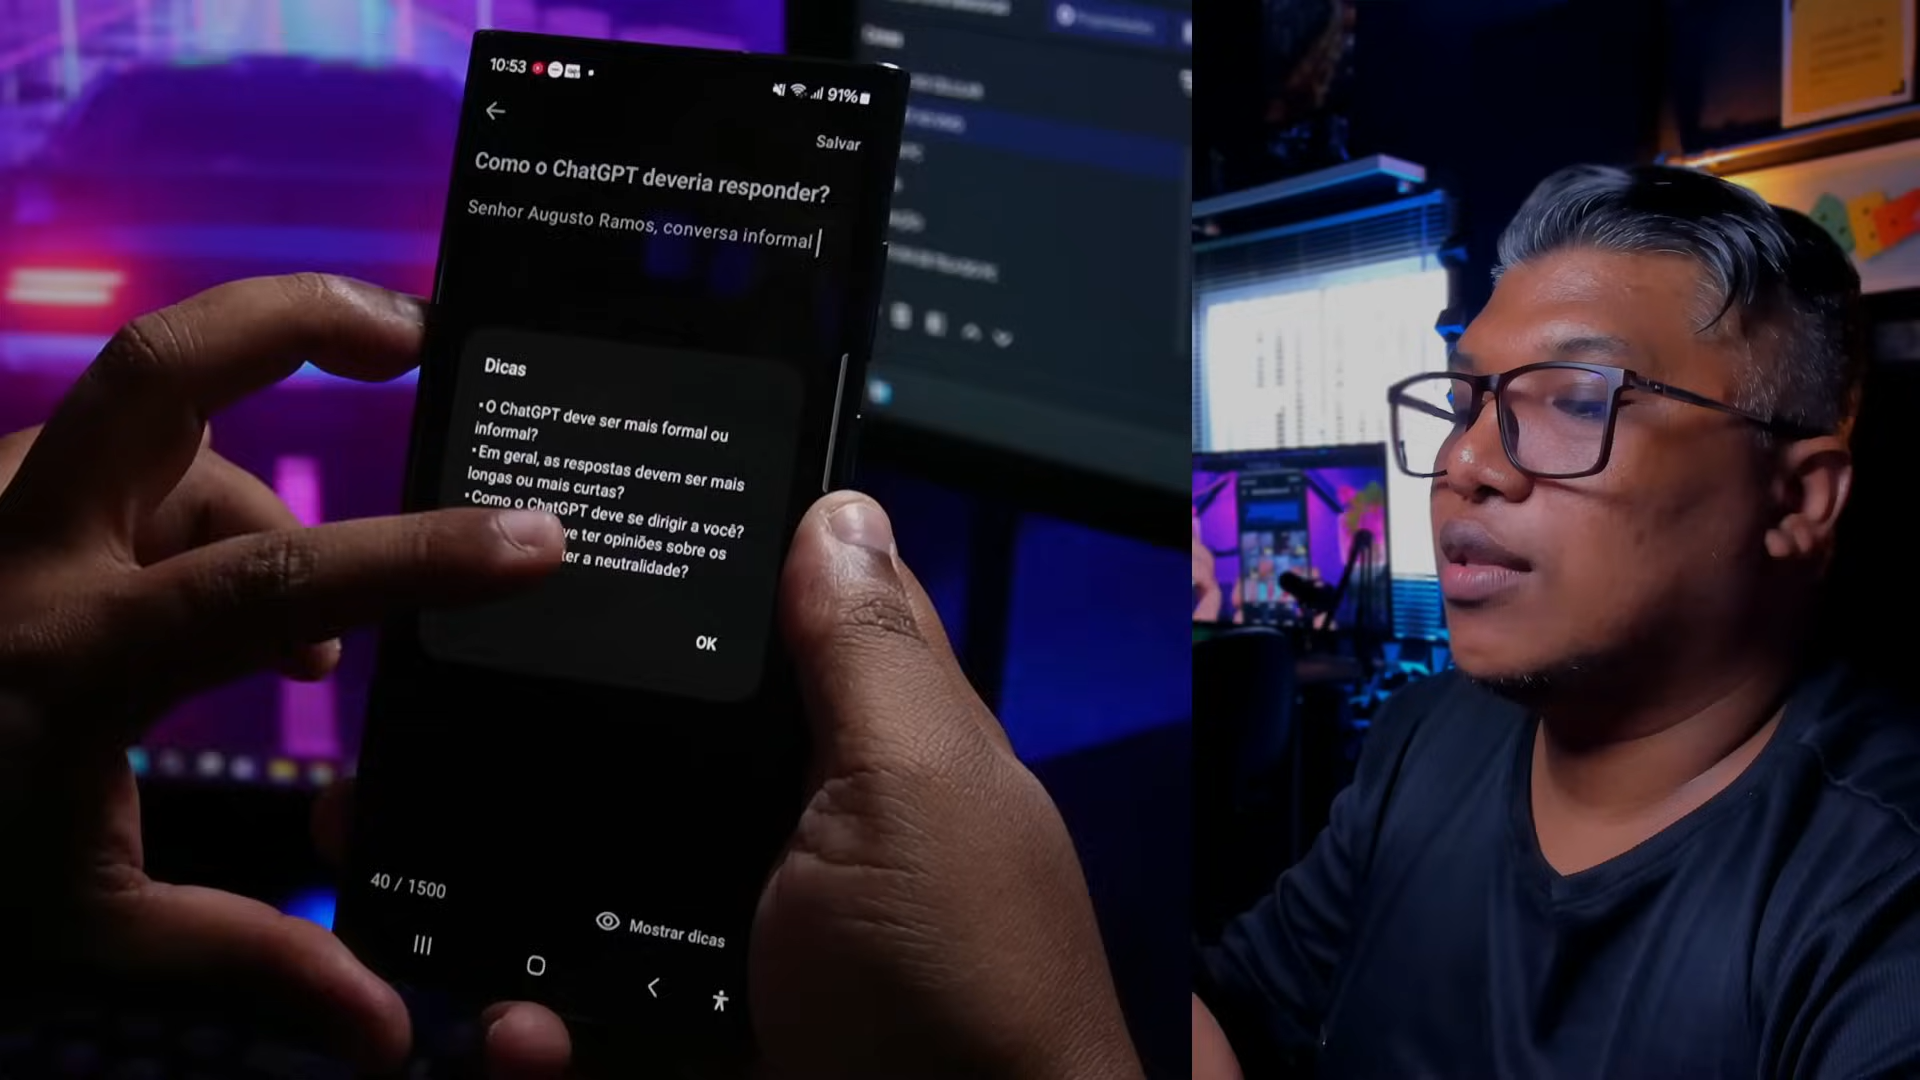 10:53
91%
Salvar
Como o ChatGPT deveria responder?
Senhor Augusto Ramos, conversa informal
Dicas
• O ChatGPT deve ser mais formal ou
informal?
• Em geral, as respostas devem ser mais
longas ou mais curtas?
• Como o ChatGPT deve se dirigir a você?
ve ter opiniões sobre os
ter a neutralidade?
OK
40 / 1500
Mostrar dicas